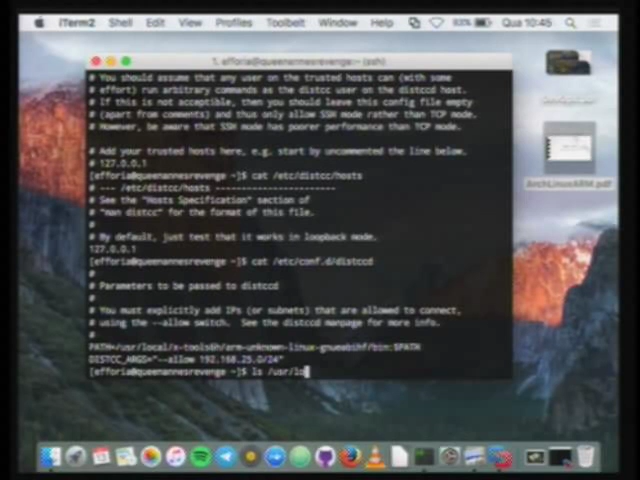 iTerm2 Shell Edit View Profiles Toolbelt Window Help 93% Qua 10:45
1. efforia@queenannesrevenge:~ (ssh)
# You should assume that any user on the trusted hosts can (with some
# effort) run arbitrary commands as the distcc user on the distccd host.
# If this is not acceptable, then you should leave this config file empty
# (apart from comments) and thus only allow SSH mode rather than TCP mode.
# However, be aware that SSH mode has poorer performance than TCP mode.
# Add your trusted hosts here, e.g. start by uncommented the line below.
# 127.0.0.1
[efforia@queenannesrevenge ~]$ cat /etc/distcc/hosts
# --- /etc/distcc/hosts -----------------------
# See the "Hosts Specification" section of
# "man distcc" for the format of this file.
#
# By default, just test that it works in loopback mode.
127.0.0.1
[efforia@queenannesrevenge ~]$ cat /etc/conf.d/distccd
#
# Parameters to be passed to distccd
#
# You must explicitly add IPs (or subnets) that are allowed to connect,
# using the --allow switch. See the distccd manpage for more info.
#
PATH=/usr/local/x-tools6h/arm-unknown-linux-gnueabihf/bin:$PATH
DISTCC_ARGS="--allow 192.168.25.0/24"
[efforia@queenannesrevenge ~]$ ls /usr/lo
ArchLinuxARM.pdf